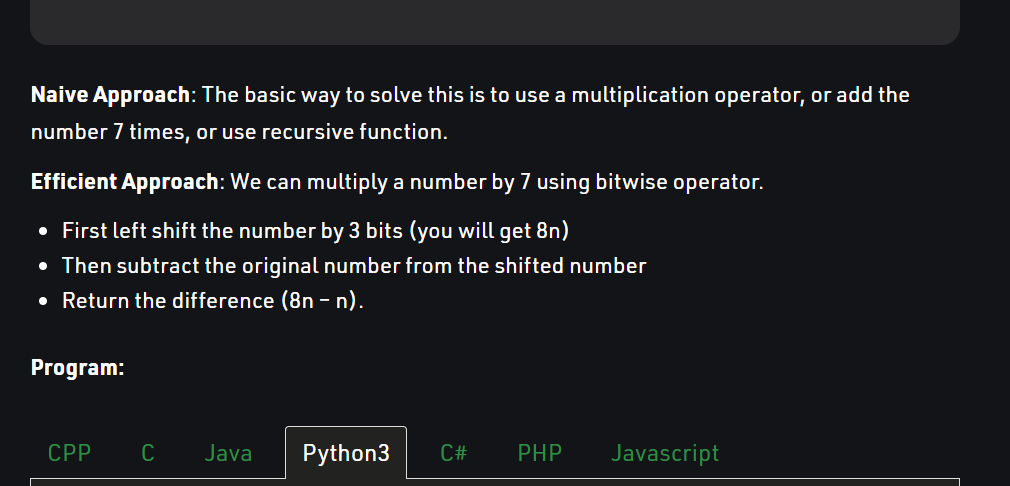 Naive Approach: The basic way to solve this is to use a multiplication operator, or add the
number 7 times, or use recursive function.
Efficient Approach: We can multiply a number by 7 using bitwise operator.
• First left shift the number by 3 bits (you will get 8n)
• Then subtract the original number from the shifted number
• Return the difference (8n – n).
Program:
CPP C Java Python3 C# PHP Javascript